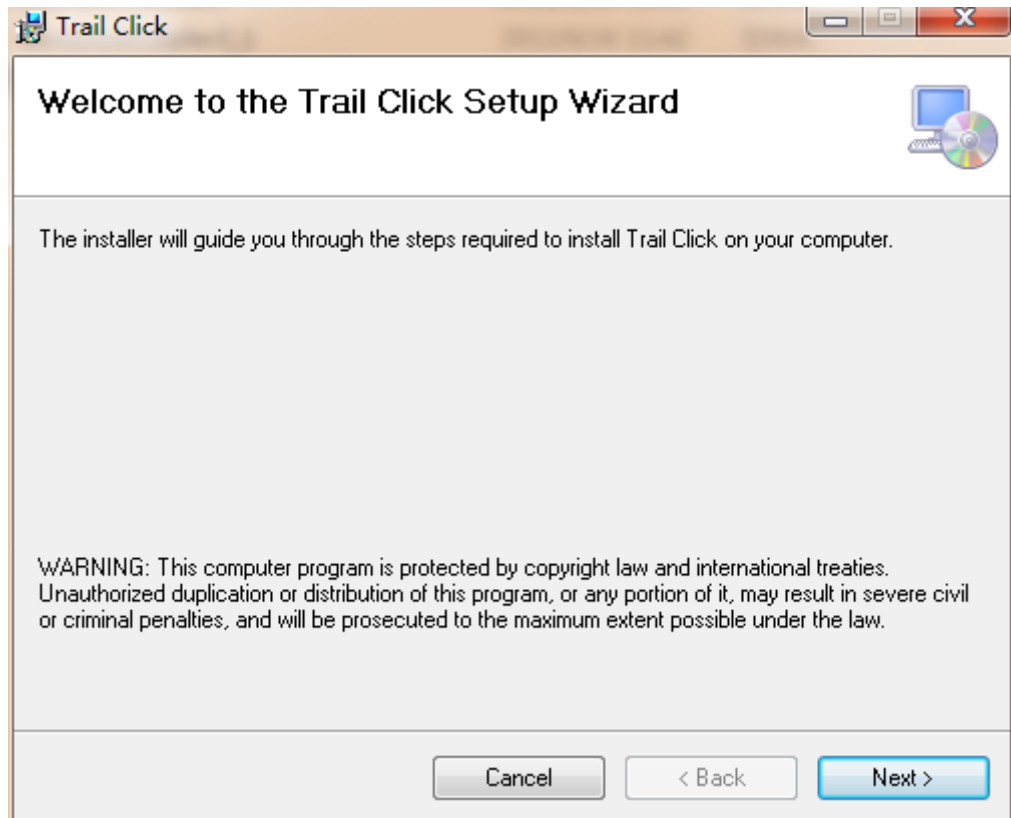 Trail Click
Welcome to the Trail Click Setup Wizard
The installer will guide you through the steps required to install Trail Click on your computer.
WARNING: This computer program is protected by copyright law and international treaties.
Unauthorized duplication or distribution of this program, or any portion of it, may result in severe civil
or criminal penalties, and will be prosecuted to the maximum extent possible under the law.
Cancel < Back Next >